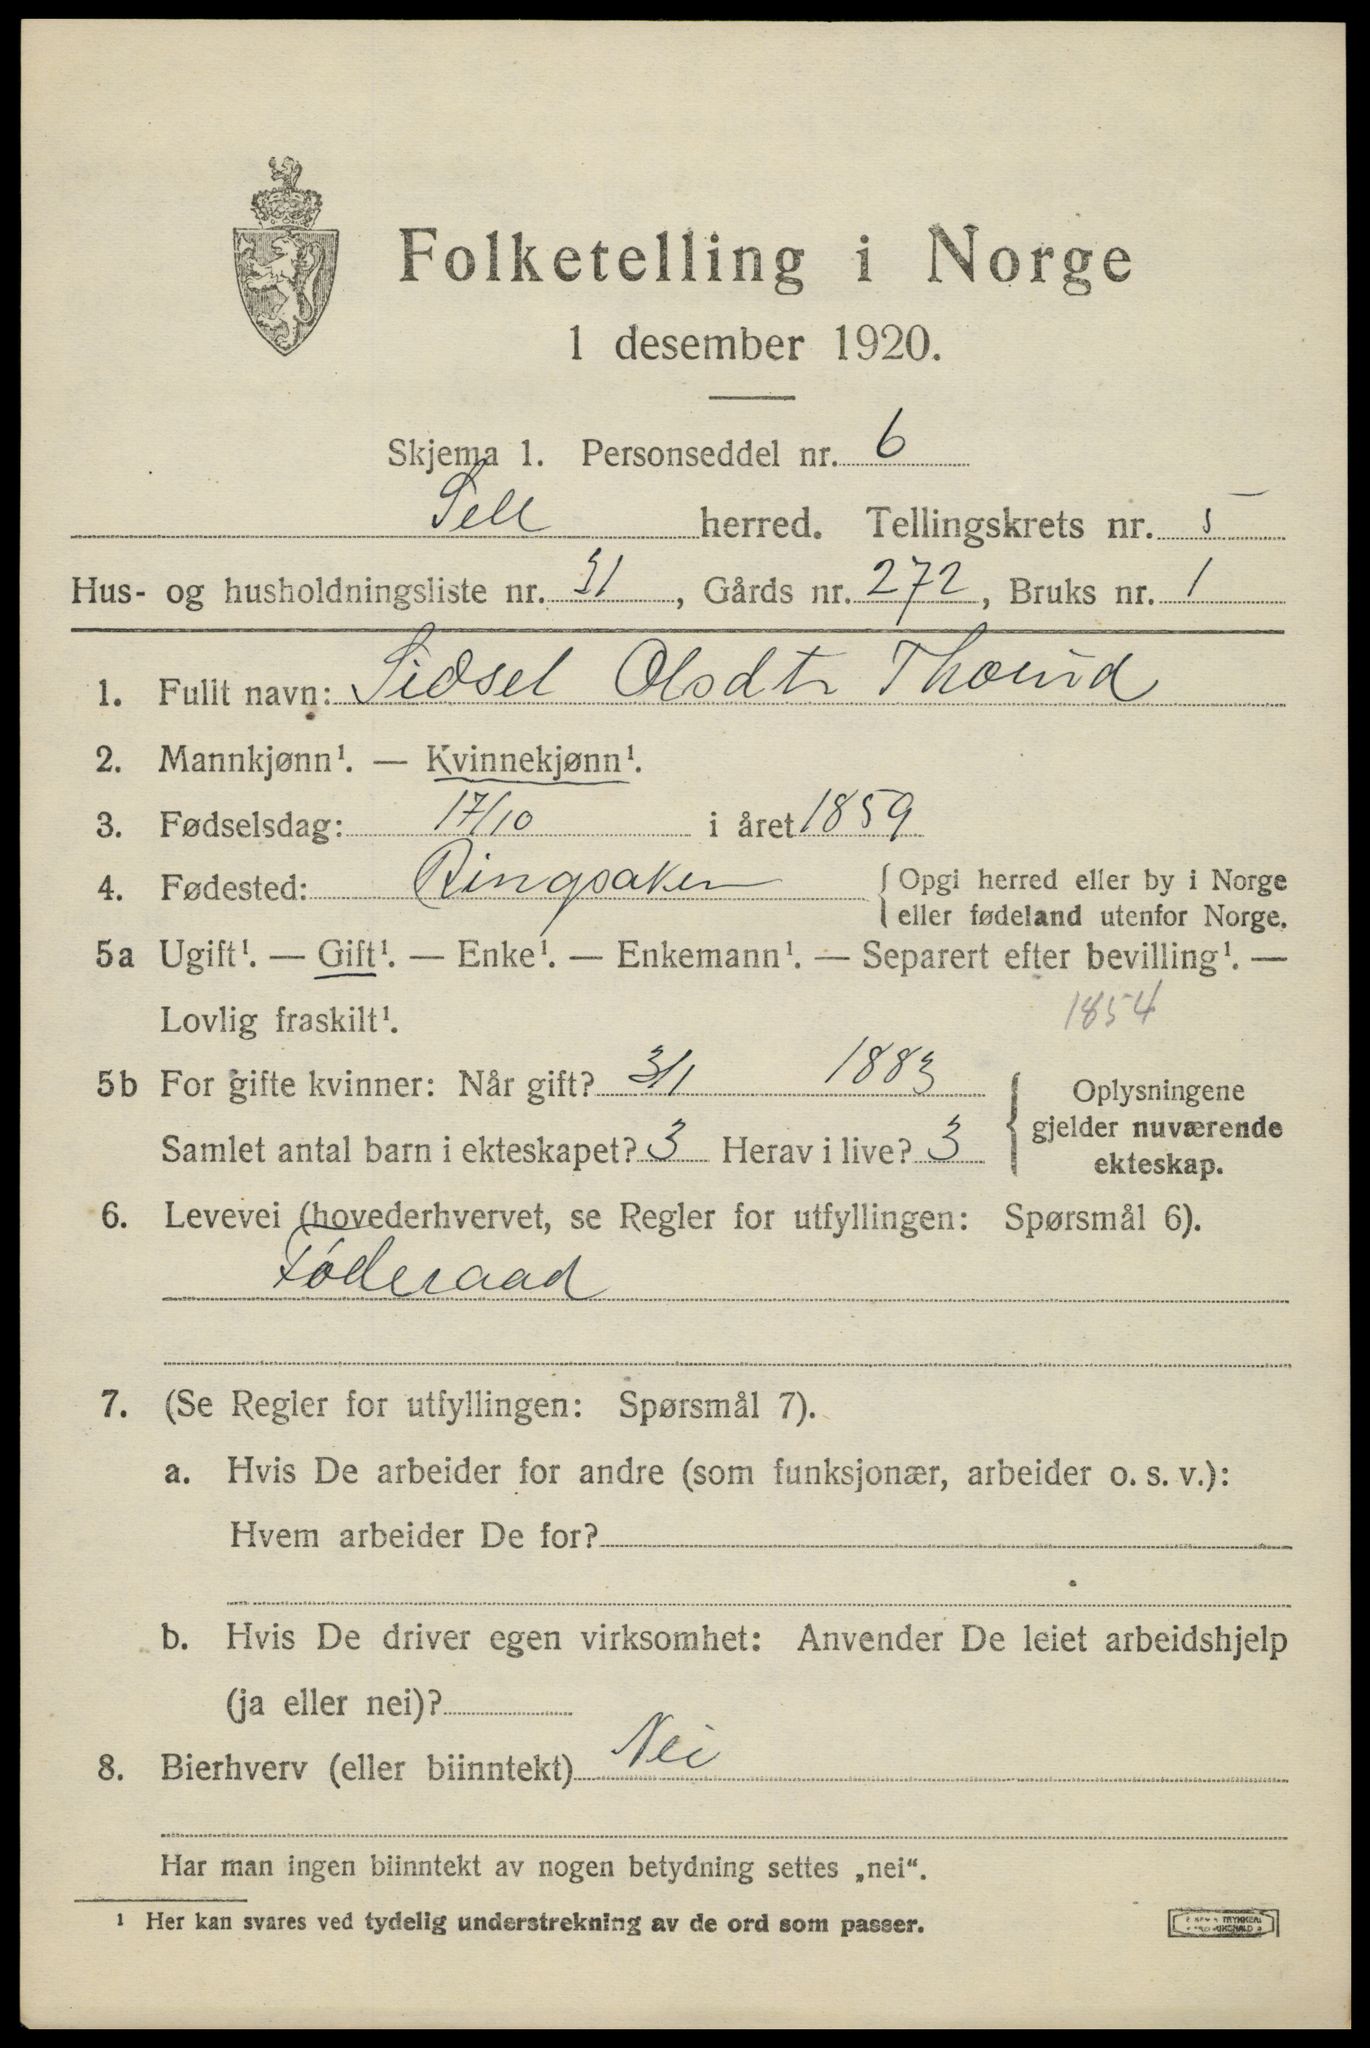 Folketelling i Norge
1 desember 1920.
Skjema 1. Personseddel nr. 6
Sell herred. Tellingskrets nr. 5
Hus- og husholdningsliste nr. 31, Gårds nr. 272, Bruks nr. 1
1. Fullt navn: Sidsel Olsdtr
2. Mannkjønn¹. — Kvinnekjønn¹.
3. Fødselsdag: 17/10 i året 1859
4. Fødested: Ringsaker { Opgi herred eller by i Norge
eller fødeland utenfor Norge.
5a Ugift¹. — Gift¹. — Enke¹. — Enkemann¹. — Separert efter bevilling¹. —
Lovlig fraskilt¹. 1854
5b For gifte kvinner: Når gift? 3/1 1883
Samlet antal barn i ekteskapet? 3 Herav i live? 3
{ Oplysningene
gjelder nuværende
ekteskap.
6. Levevei (hovederhvervet, se Regler for utfyllingen: Spørsmål 6).
Føderaad
7. (Se Regler for utfyllingen: Spørsmål 7).
a. Hvis De arbeider for andre (som funksjonær, arbeider o. s. v.):
Hvem arbeider De for?
b. Hvis De driver egen virksomhet: Anvender De leiet arbeidshjelp
(ja eller nei)?
8. Bierhverv (eller biinntekt) Nei
Har man ingen biinntekt av nogen betydning settes „nei“.
¹ Her kan svares ved tydelig understrekning av de ord som passer.